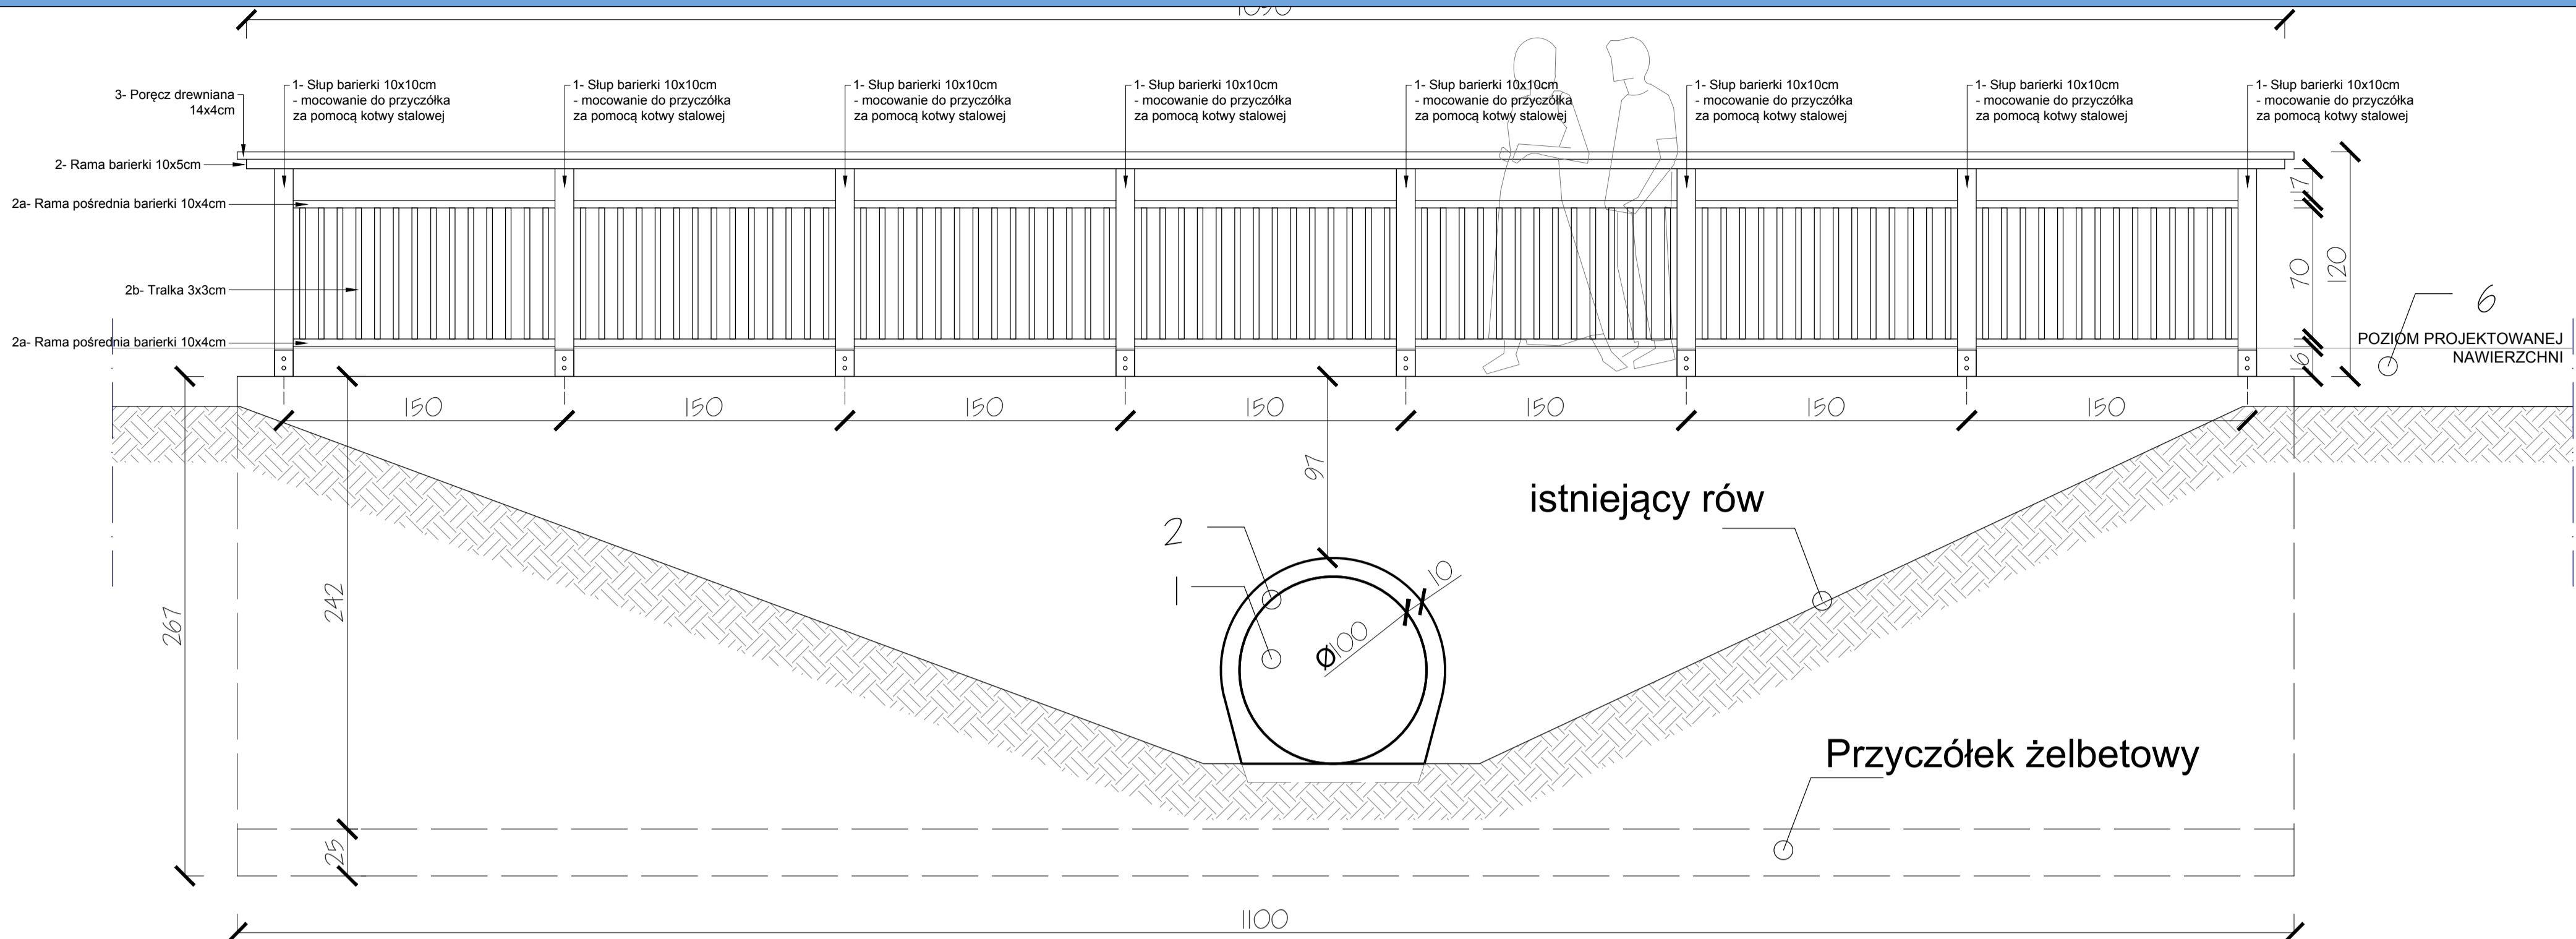 1090
1- Słup barierki 10x10cm
- mocowanie do przyczółka
za pomocą kotwy stalowej
1- Słup barierki 10x10cm
- mocowanie do przyczółka
za pomocą kotwy stalowej
1- Słup barierki 10x10cm
- mocowanie do przyczółka
za pomocą kotwy stalowej
1- Słup barierki 10x10cm
- mocowanie do przyczółka
za pomocą kotwy stalowej
1- Słup barierki 10x10cm
- mocowanie do przyczółka
za pomocą kotwy stalowej
1- Słup barierki 10x10cm
- mocowanie do przyczółka
za pomocą kotwy stalowej
1- Słup barierki 10x10cm
- mocowanie do przyczółka
za pomocą kotwy stalowej
1- Słup barierki 10x10cm
- mocowanie do przyczółka
za pomocą kotwy stalowej
3- Poręcz drewniana
14x4cm
2- Rama barierki 10x5cm
2a- Rama pośrednia barierki 10x4cm
2b- Tralka 3x3cm
2a- Rama pośrednia barierki 10x4cm
17
70
16
120
6
POZIOM PROJEKTOWANEJ
NAWIERZCHNI
150
150
150
150
150
150
150
97
istniejący rów
2
1
10
ø100
267
242
25
Przyczółek żelbetowy
1100